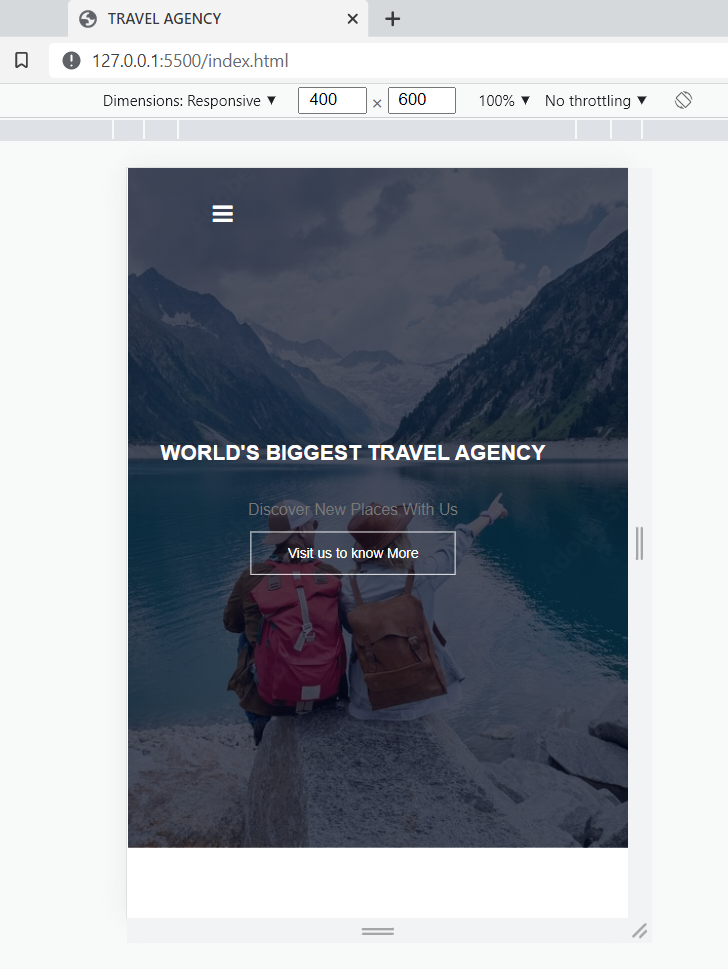 TRAVEL AGENCY
127.0.0.1:5500/index.html
Dimensions: Responsive ▼ 400 × 600 100% ▼ No throttling ▼
WORLD'S BIGGEST TRAVEL AGENCY
Discover New Places With Us
Visit us to know More